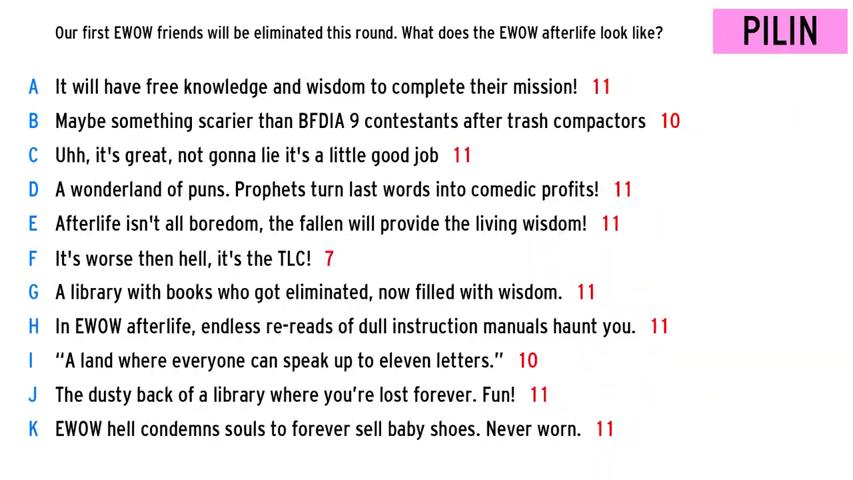 Our first EWOW friends will be eliminated this round. What does the EWOW afterlife look like?
PILIN
A It will have free knowledge and wisdom to complete their mission! 11
B Maybe something scarier than BFDIA 9 contestants after trash compactors 10
C Uhh, it's great, not gonna lie it's a little good job 11
D A wonderland of puns. Prophets turn last words into comedic profits! 11
E Afterlife isn't all boredom, the fallen will provide the living wisdom! 11
F It's worse then hell, it's the TLC! 7
G A library with books who got eliminated, now filled with wisdom. 11
H In EWOW afterlife, endless re-reads of dull instruction manuals haunt you. 11
I “A land where everyone can speak up to eleven letters.” 10
J The dusty back of a library where you’re lost forever. Fun! 11
K EWOW hell condemns souls to forever sell baby shoes. Never worn. 11